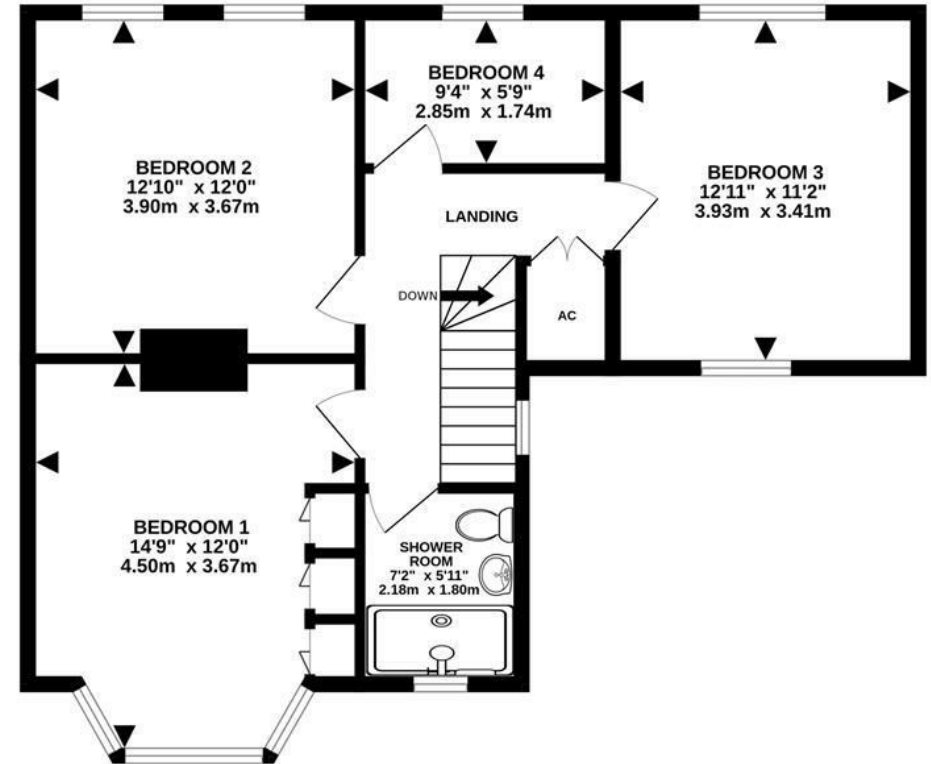 BEDROOM 2
12'10" x 12'0"
3.90m x 3.67m
BEDROOM 4
9'4" x 5'9"
2.85m x 1.74m
BEDROOM 3
12'11" x 11'2"
3.93m x 3.41m
LANDING
DOWN
AC
BEDROOM 1
14'9" x 12'0"
4.50m x 3.67m
SHOWER
ROOM
7'2" x 5'11"
2.18m x 1.80m